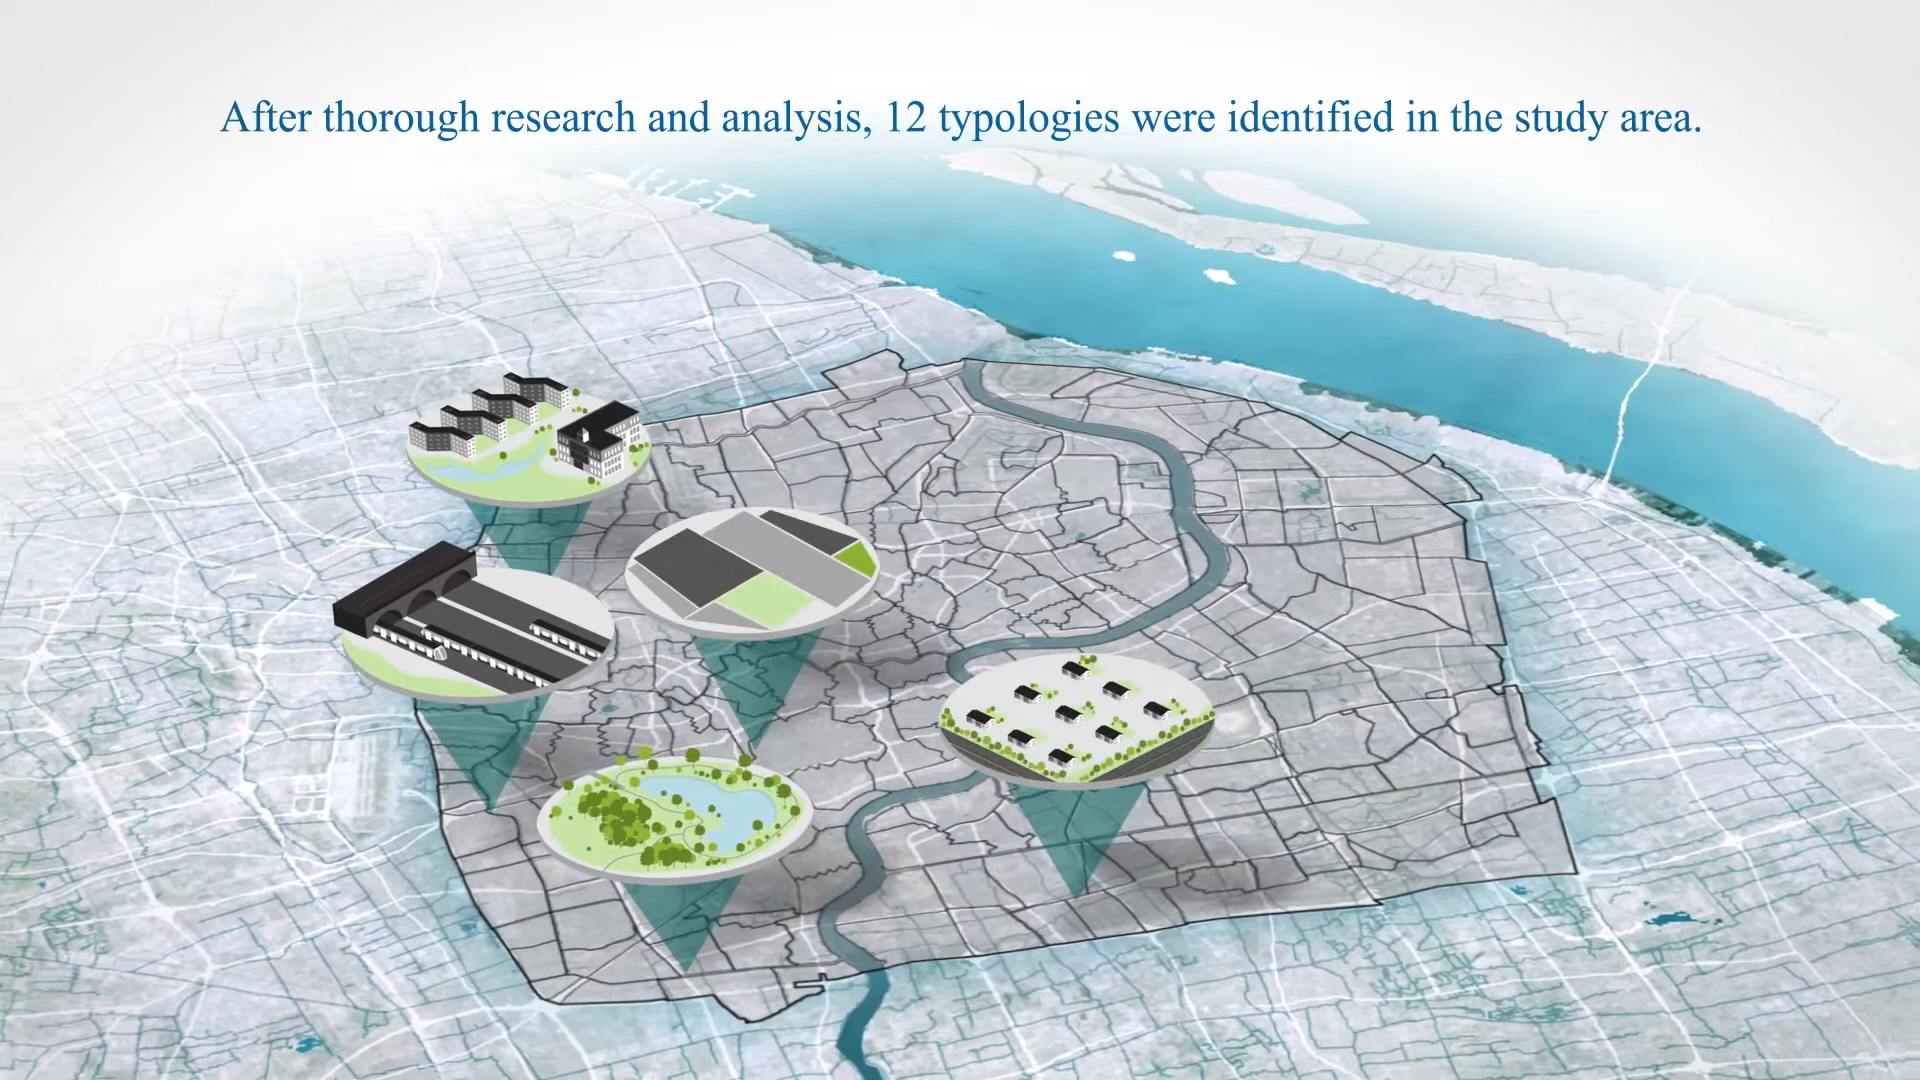 After thorough research and analysis, 12 typologies were identified in the study area.